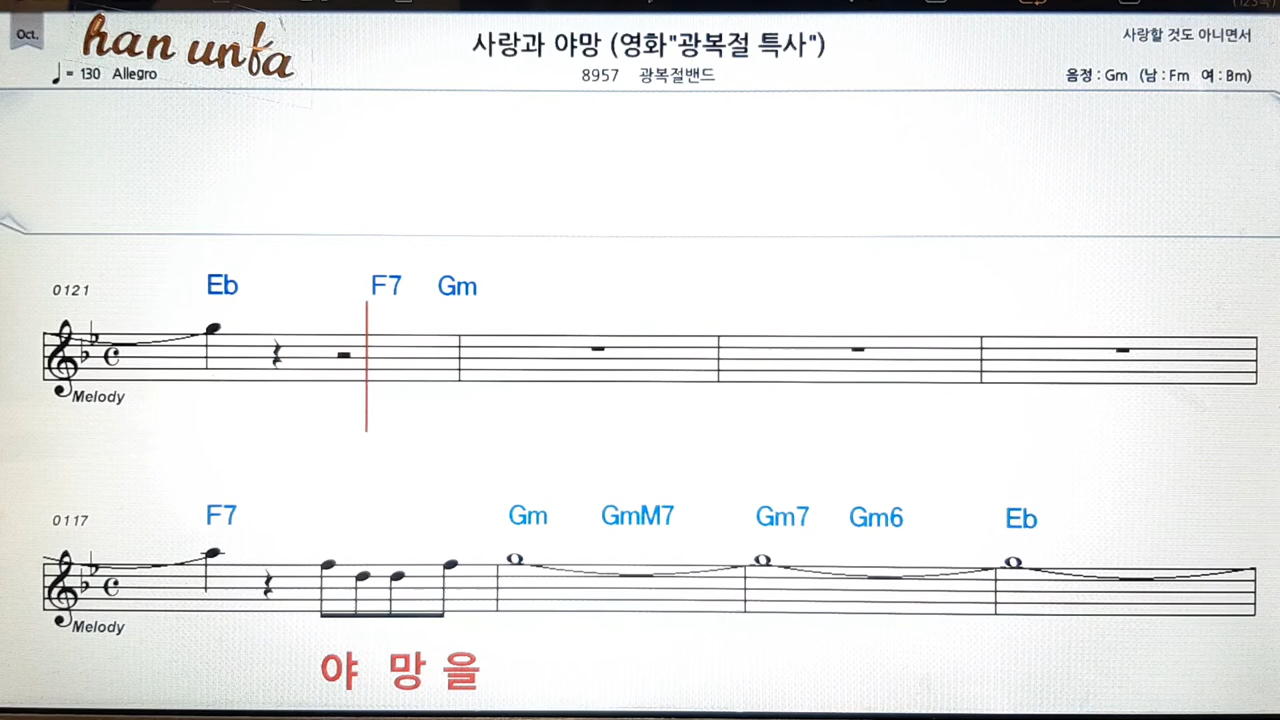 Oct.
han unfa
♩= 130 Allegro
사랑과 야망 (영화"광복절 특사")
8957 광복절밴드
사랑할 것도 아니면서
음정 : Gm (남 : Fm 여 : Bm)
0121
Eb F7 Gm
Melody
0117
F7 Gm GmM7 Gm7 Gm6 Eb
Melody
야 망 을